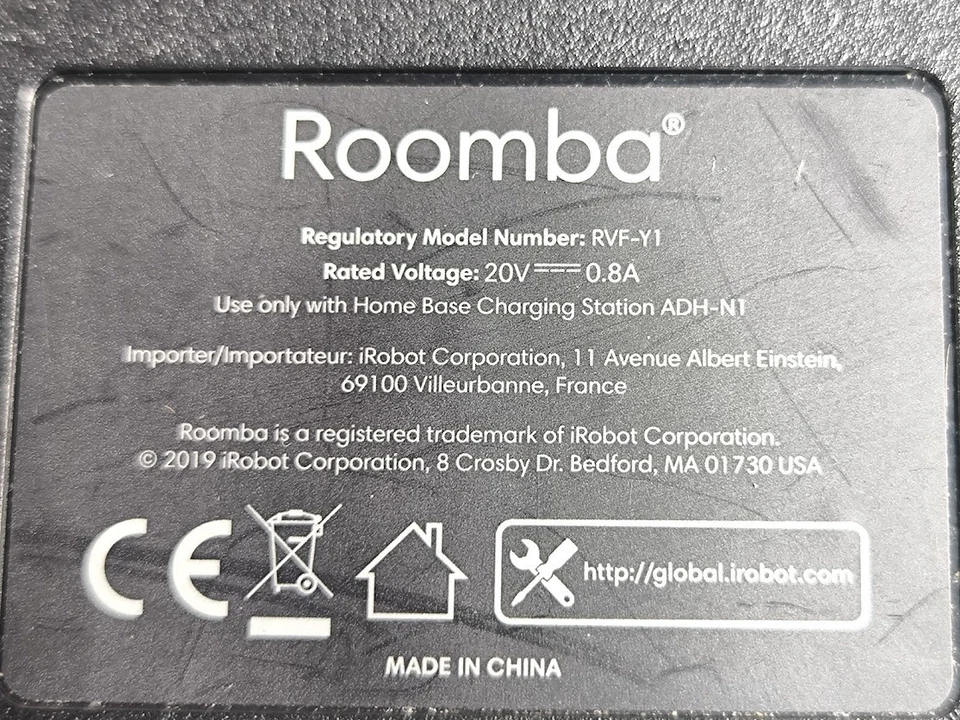 Roomba®
Regulatory Model Number: RVF-Y1
Rated Voltage: 20V ⎓ 0.8A
Use only with Home Base Charging Station ADH-N1
Importer/Importateur: iRobot Corporation, 11 Avenue Albert Einstein,
69100 Villeurbanne, France
Roomba is a registered trademark of iRobot Corporation.
© 2019 iRobot Corporation, 8 Crosby Dr. Bedford, MA 01730 USA
CE
http://global.irobot.com
MADE IN CHINA